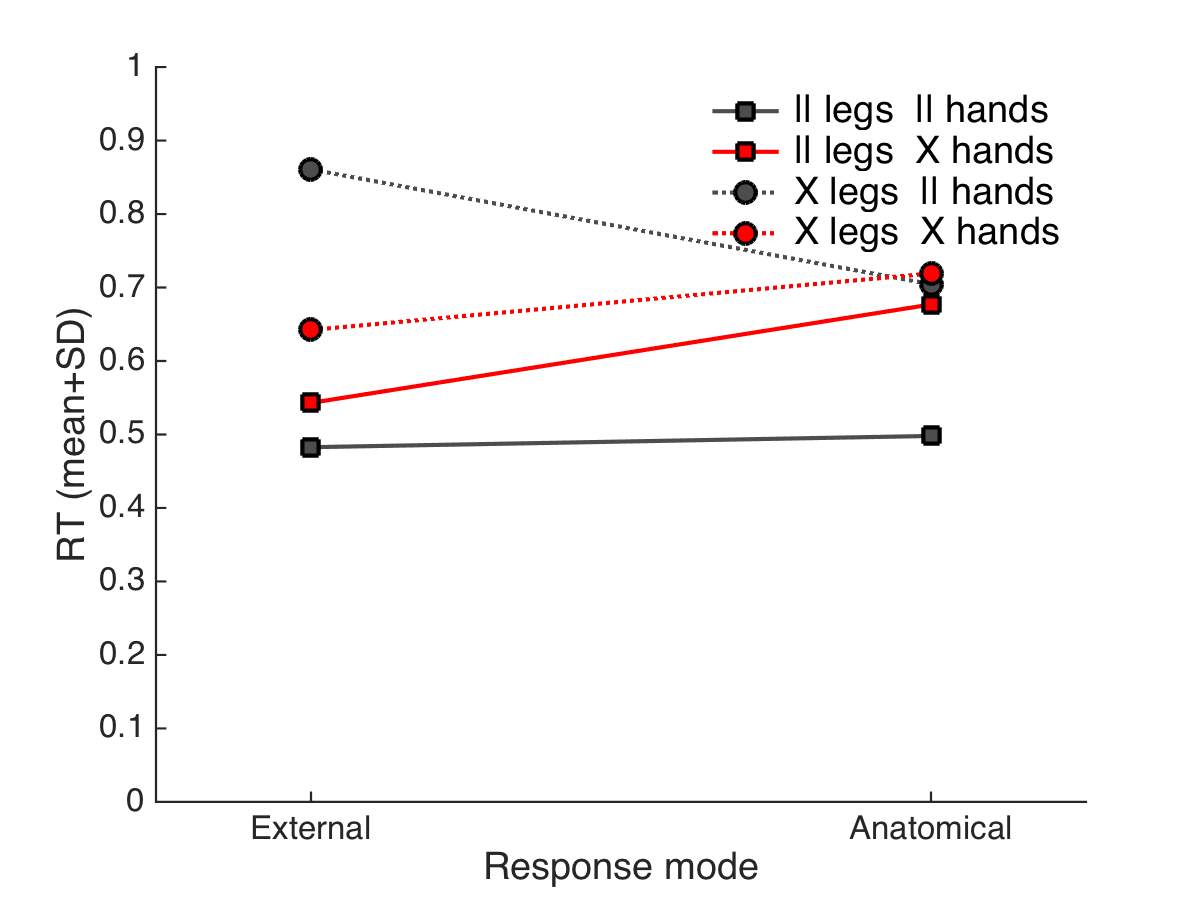 1
0.9
0.8
0.7
0.6
0.5
0.4
0.3
0.2
0.1
0
RT (mean+SD)
ll legs ll hands
ll legs X hands
X legs ll hands
X legs X hands
External
Anatomical
Response mode